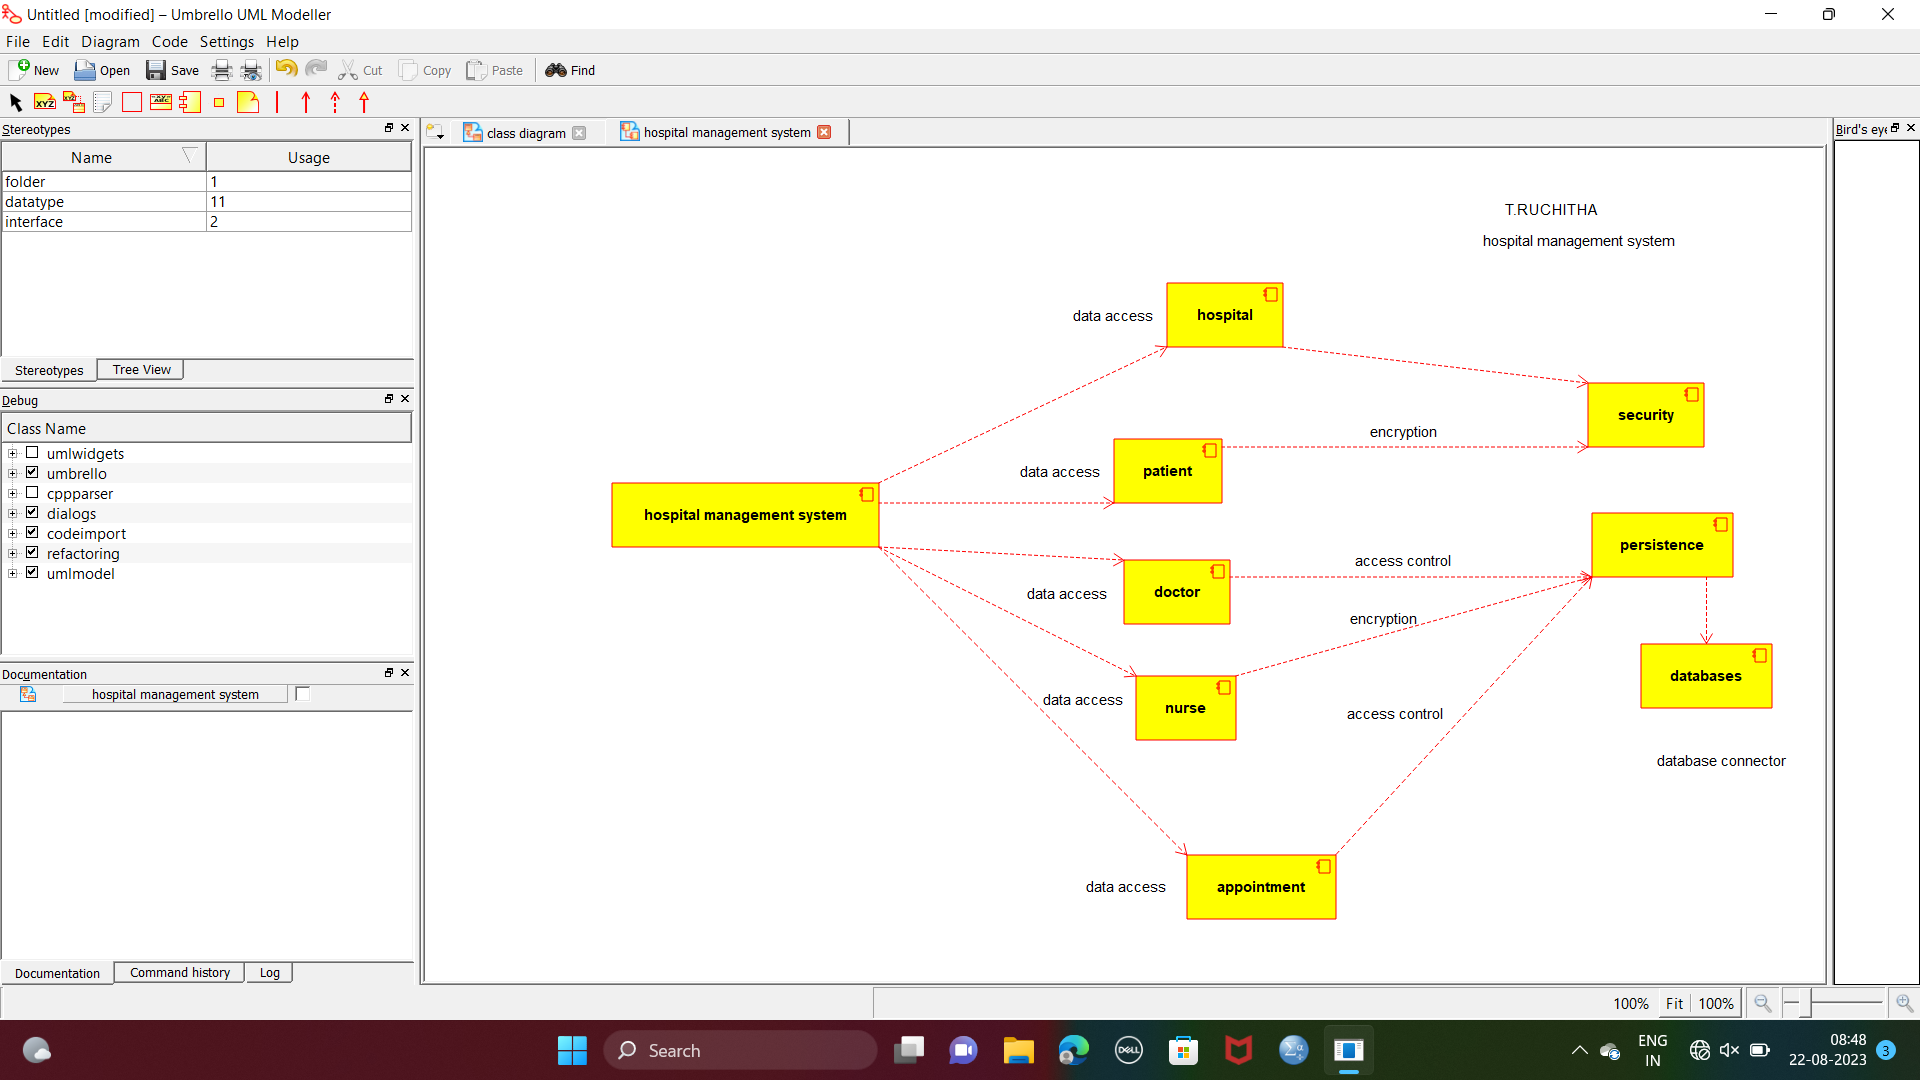 Untitled [modified] – Umbrello UML Modeller
File Edit Diagram Code Settings Help
New Open Save Cut Copy Paste Find
XYZ
Stereotypes
Name Usage
folder 1
datatype 11
interface 2
Stereotypes Tree View
Debug
Class Name
umlwidgets
umbrello
cppparser
dialogs
codeimport
refactoring
umlmodel
Documentation
hospital management system
Documentation Command history Log
class diagram hospital management system
Bird's eye
T.RUCHITHA
hospital management system
data access hospital
security
encryption
data access patient
hospital management system
persistence
access control
data access doctor
encryption
databases
data access nurse
access control
database connector
data access appointment
100% Fit 100%
Search
DELL
ENG
IN
08:48
22-08-2023
3